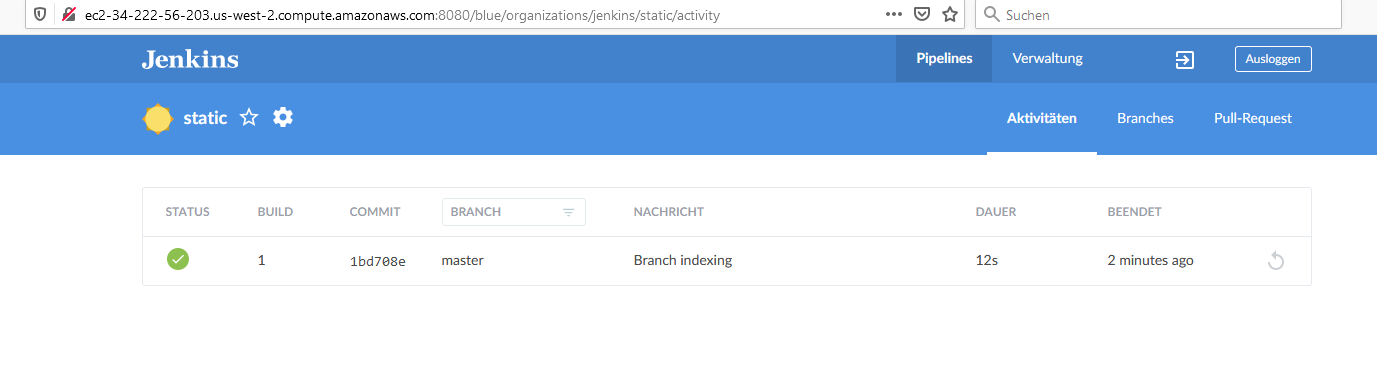 ec2-34-222-56-203.us-west-2.compute.amazonaws.com:8080/blue/organizations/jenkins/static/activity
Suchen
Jenkins
Pipelines
Verwaltung
Ausloggen
static
Aktivitäten
Branches
Pull-Request
STATUS BUILD COMMIT BRANCH NACHRICHT DAUER BEENDET
1 1bd708e master Branch indexing 12s 2 minutes ago